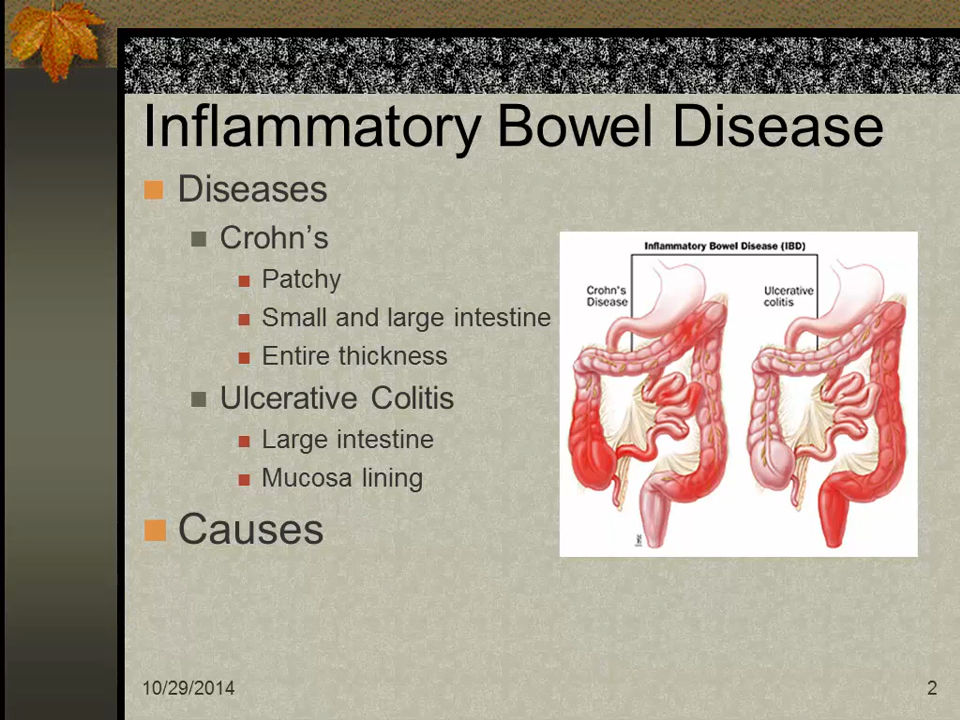 Inflammatory Bowel Disease
Diseases
Crohn’s
Patchy
Small and large intestine
Entire thickness
Ulcerative Colitis
Large intestine
Mucosa lining
Causes
Inflammatory Bowel Disease (IBD)
Crohn's
Disease
Ulcerative
colitis
10/29/2014
2